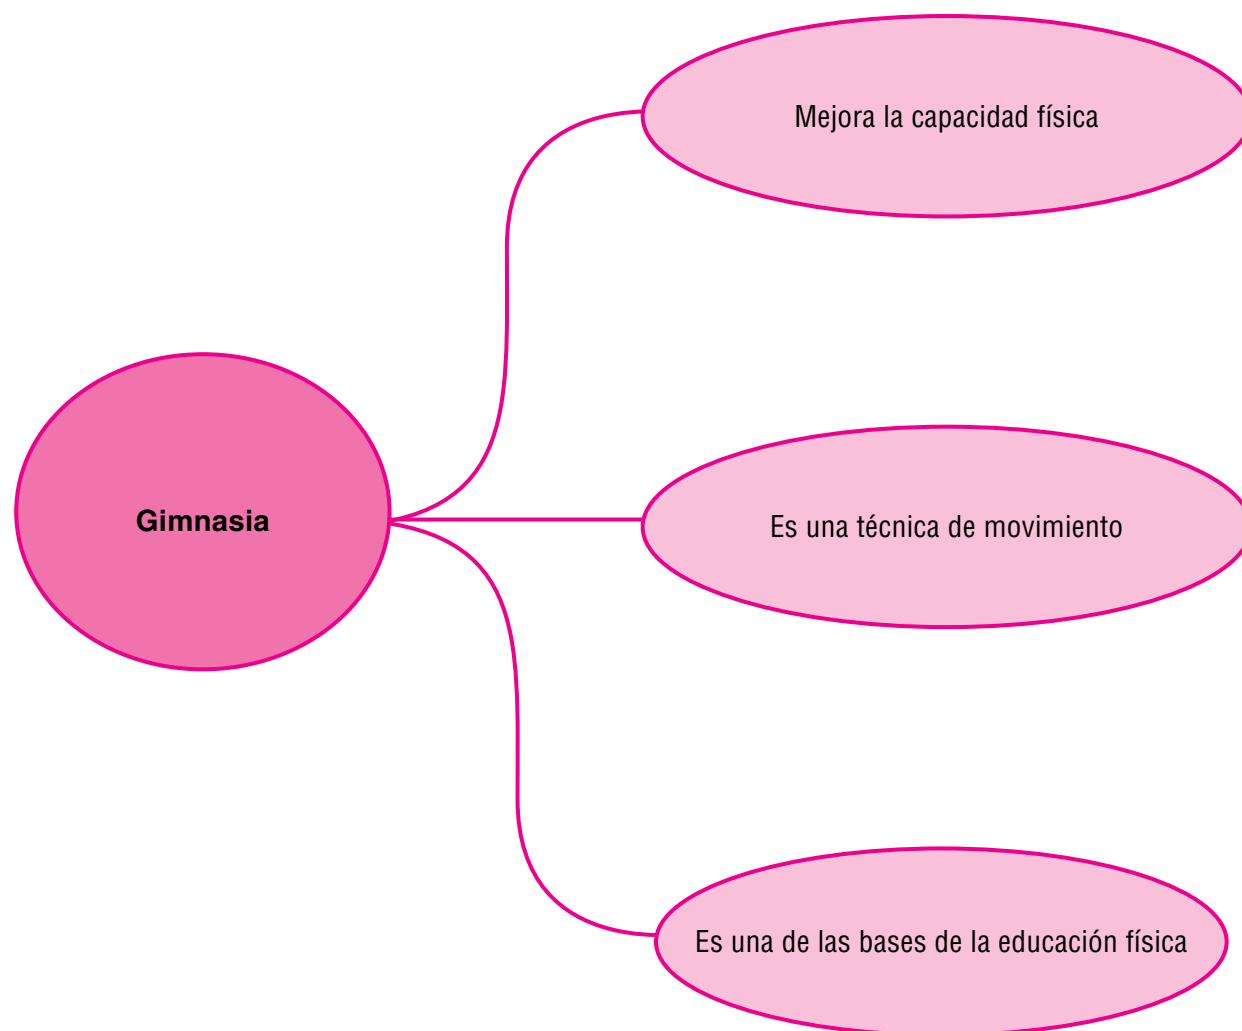 Mejora la capacidad física
Gimnasia
Es una técnica de movimiento
Es una de las bases de la educación física